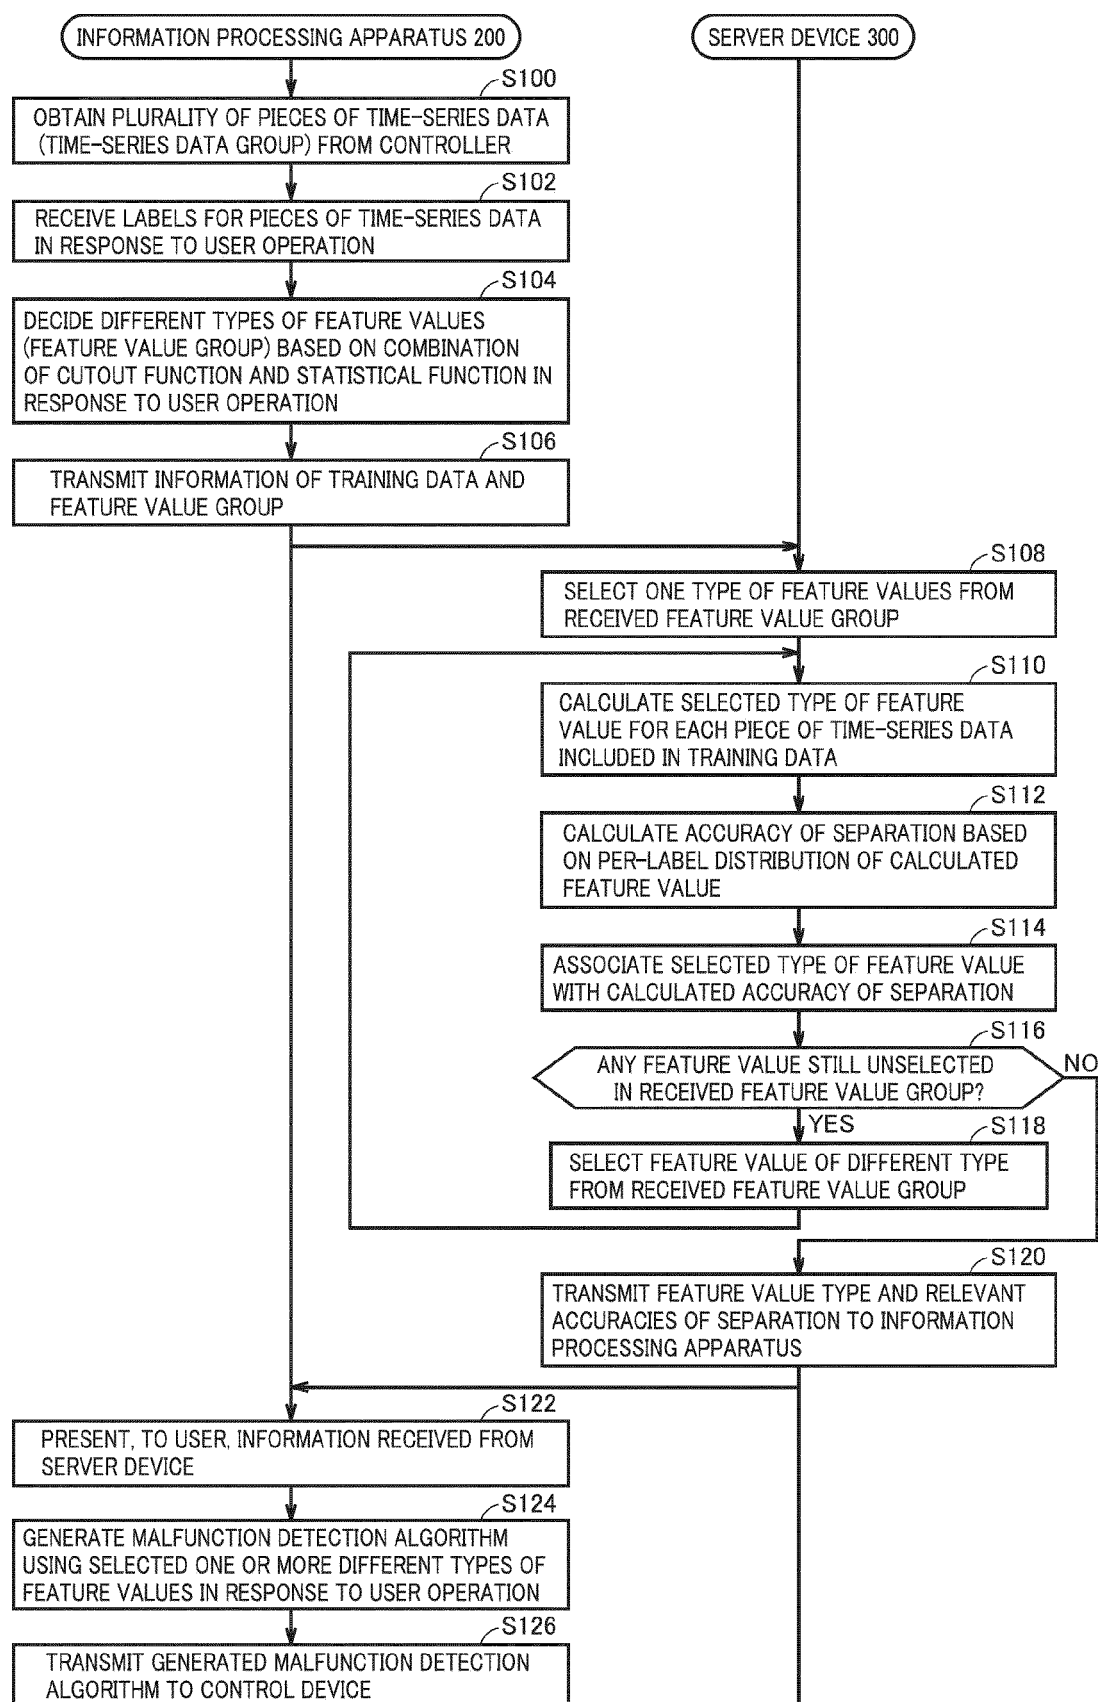 INFORMATION PROCESSING APPARATUS 200
SERVER DEVICE 300
S100
OBTAIN PLURALITY OF PIECES OF TIME-SERIES DATA
(TIME-SERIES DATA GROUP) FROM CONTROLLER
S102
RECEIVE LABELS FOR PIECES OF TIME-SERIES DATA
IN RESPONSE TO USER OPERATION
S104
DECIDE DIFFERENT TYPES OF FEATURE VALUES
(FEATURE VALUE GROUP) BASED ON COMBINATION
OF CUTOUT FUNCTION AND STATISTICAL FUNCTION IN
RESPONSE TO USER OPERATION
S106
TRANSMIT INFORMATION OF TRAINING DATA AND
FEATURE VALUE GROUP
S108
SELECT ONE TYPE OF FEATURE VALUES FROM
RECEIVED FEATURE VALUE GROUP
S110
CALCULATE SELECTED TYPE OF FEATURE
VALUE FOR EACH PIECE OF TIME-SERIES DATA
INCLUDED IN TRAINING DATA
S112
CALCULATE ACCURACY OF SEPARATION BASED
ON PER-LABEL DISTRIBUTION OF CALCULATED
FEATURE VALUE
S114
ASSOCIATE SELECTED TYPE OF FEATURE VALUE
WITH CALCULATED ACCURACY OF SEPARATION
S116
ANY FEATURE VALUE STILL UNSELECTED
IN RECEIVED FEATURE VALUE GROUP?
NO
YES
S118
SELECT FEATURE VALUE OF DIFFERENT TYPE
FROM RECEIVED FEATURE VALUE GROUP
S120
TRANSMIT FEATURE VALUE TYPE AND RELEVANT
ACCURACIES OF SEPARATION TO INFORMATION
PROCESSING APPARATUS
S122
PRESENT, TO USER, INFORMATION RECEIVED FROM
SERVER DEVICE
S124
GENERATE MALFUNCTION DETECTION ALGORITHM
USING SELECTED ONE OR MORE DIFFERENT TYPES OF
FEATURE VALUES IN RESPONSE TO USER OPERATION
S126
TRANSMIT GENERATED MALFUNCTION DETECTION
ALGORITHM TO CONTROL DEVICE